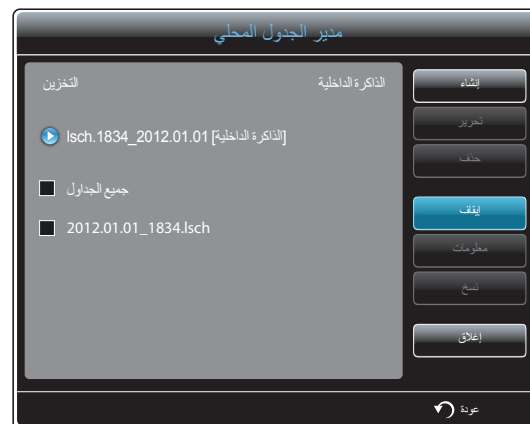 مدير الجدول المحلي
التخزين
الذاكرة الداخلية
[الذاكرة الداخلية] lsch.1834_2012.01.01
جميع الجداول
2012.01.01_1834.lsch
إنشاء
تحرير
حذف
إيقاف
معلومات
نسخ
إغلاق
عودة